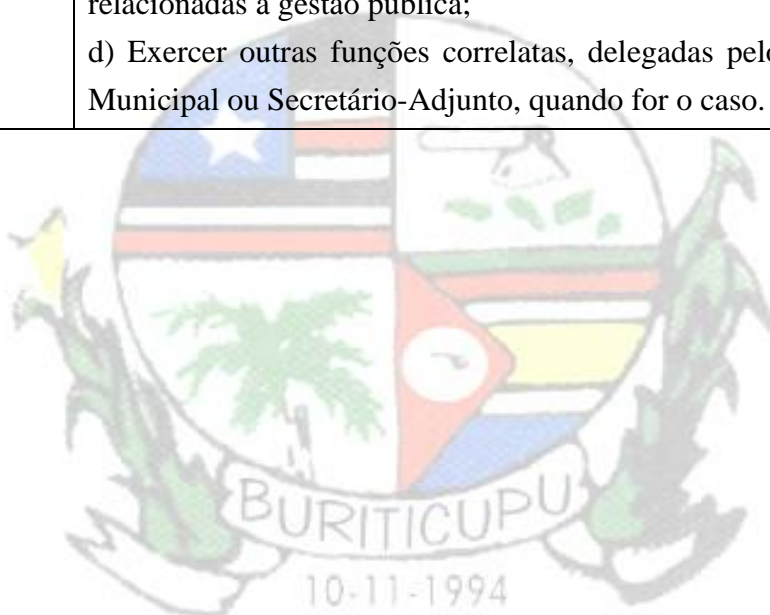 relacionadas à gestão pública;
d) Exercer outras funções correlatas, delegadas pelo
Municipal ou Secretário-Adjunto, quando for o caso.
BURITICUPU
10-11-1994